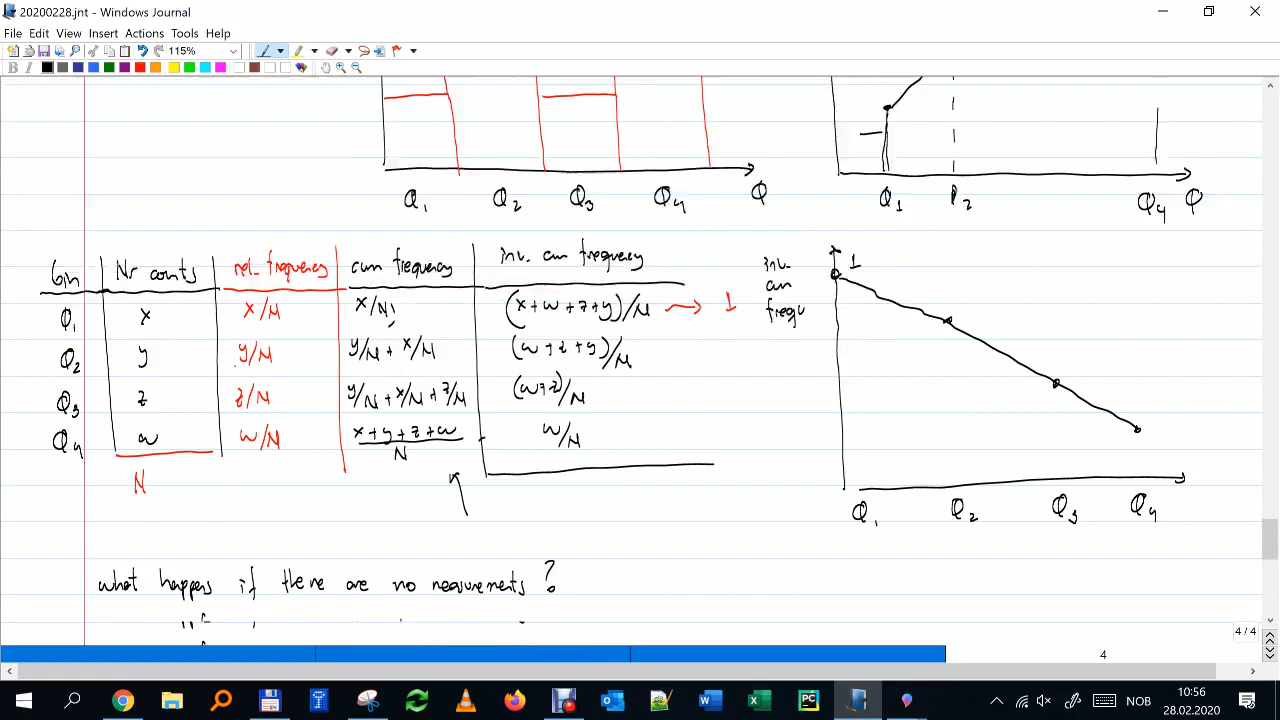 20200228.jnt - Windows Journal
File Edit View Insert Actions Tools Help
115%
B I
Q1 Q2 Q3 Q4 Q
Q1 P2 Q4 Q
bin Nr counts rel. frequency cum frequency inv. cum frequency
Q1 x x/N x/N (x+w+z+y)/N → 1
Q2 y y/N y/N + x/N (w+z+y)/N
Q3 z z/N y/N + x/N + z/N (w+z)/N
Q4 w w/N x+y+z+w/N w/N
N
inv.
cum
frequ
1
Q1 Q2 Q3 Q4
what happens if there are no measurements?
4 / 4
4
NOB
10:56
28.02.2020